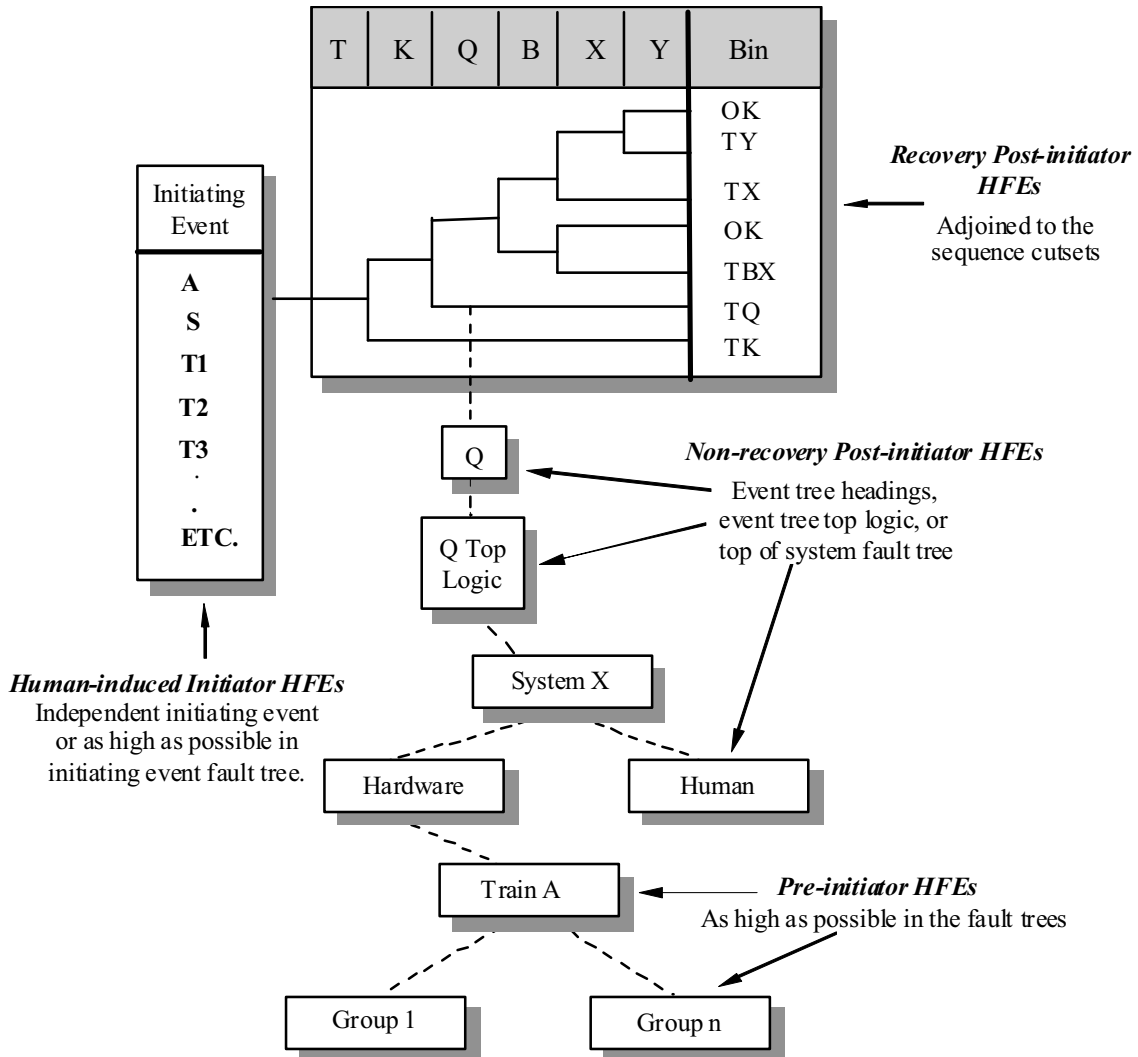 T K Q B X Y Bin
OK
TY
TX
OK
TBX
TQ
TK
Recovery Post-initiator
HFEs
Adjoined to the
sequence cutsets
Initiating
Event
A
S
T1
T2
T3
.
.
ETC.
Q
Q Top
Logic
Non-recovery Post-initiator HFEs
Event tree headings,
event tree top logic, or
top of system fault tree
Human-induced Initiator HFEs
Independent initiating event
or as high as possible in
initiating event fault tree.
System X
Hardware
Human
Train A
Pre-initiator HFEs
As high as possible in the fault trees
Group 1
Group n